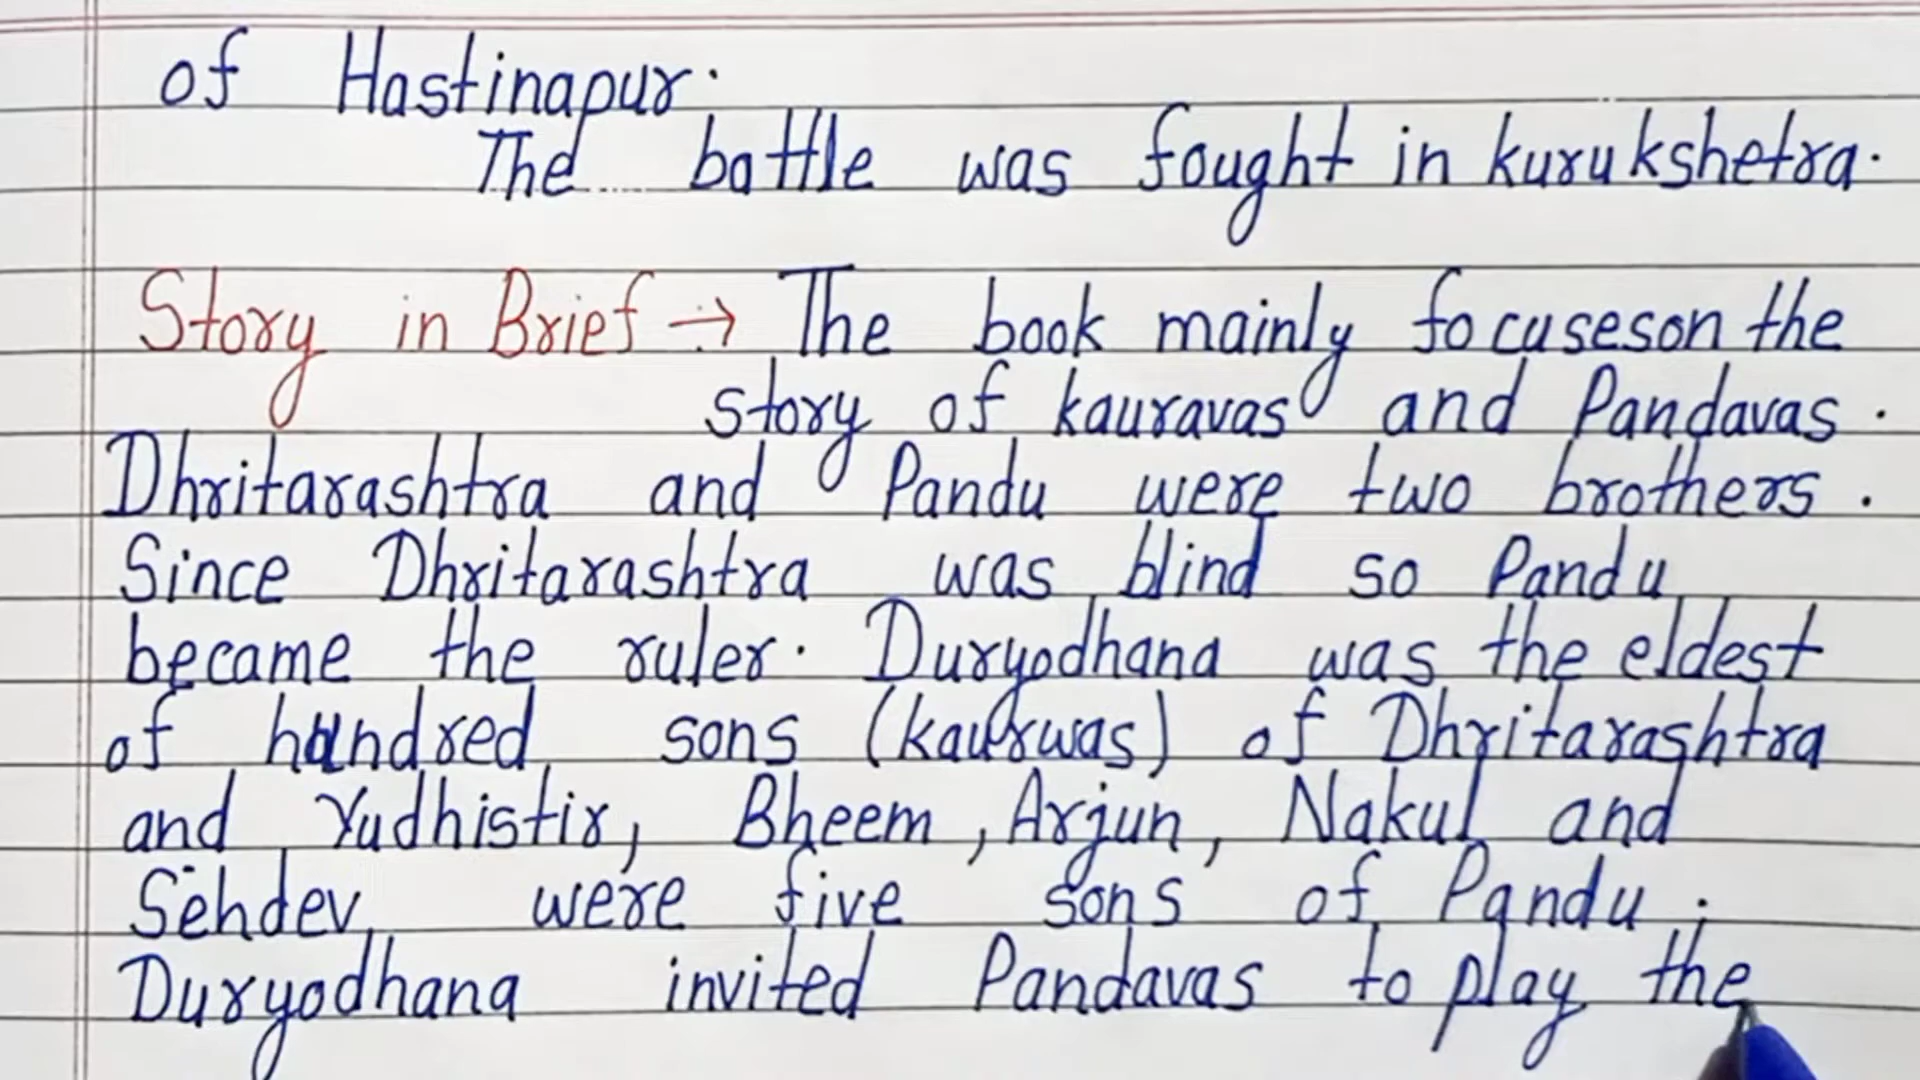 of Hastinapur.
The battle was fought in kurukshetra.
Story in Brief → The book mainly focuseson the
story of kauravas and Pandavas.
Dhritarashtra and Pandu were two brothers.
Since Dhritarashtra was blind so Pandu
became the ruler. Duryodhana was the eldest
of hundred sons (kaurwas) of Dhritarashtra
and Yudhistir, Bheem, Arjun, Nakul and
Sehdev were five sons of Pandu.
Duryodhana invited Pandavas to play the